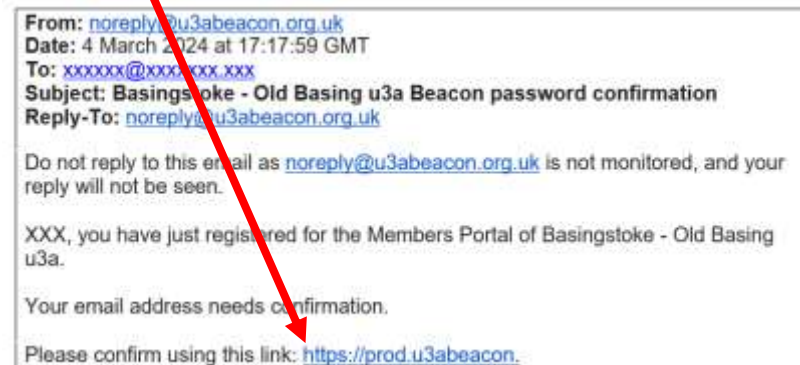 From: noreply@u3abeacon.org.uk
Date: 4 March 2024 at 17:17:59 GMT
To: xxxxxx@xxxxxxx.xxx
Subject: Basingstoke - Old Basing u3a Beacon password confirmation
Reply-To: noreply@u3abeacon.org.uk
Do not reply to this email as noreply@u3abeacon.org.uk is not monitored, and your
reply will not be seen.
XXX, you have just registered for the Members Portal of Basingstoke - Old Basing
u3a.
Your email address needs confirmation.
Please confirm using this link: https://prod.u3abeacon.